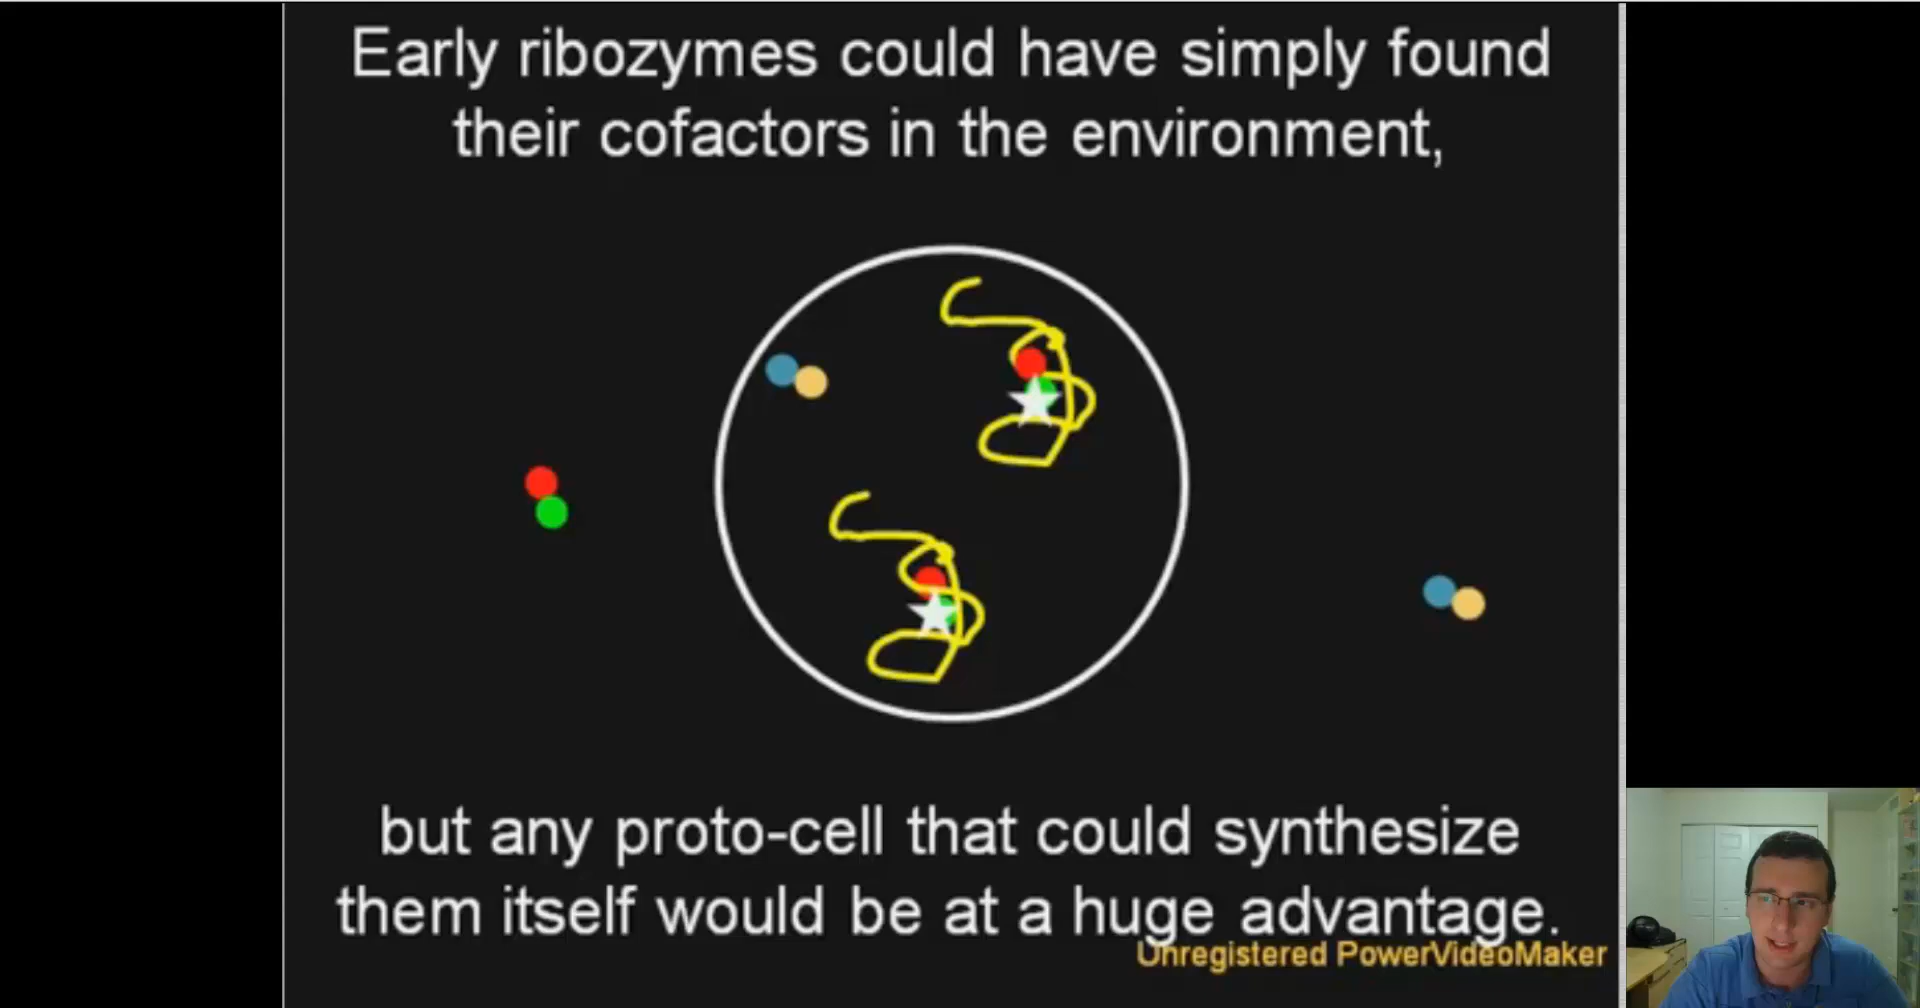 Early ribozymes could have simply found
their cofactors in the environment,
but any proto-cell that could synthesize
them itself would be at a huge advantage.
Unregistered PowerVideoMaker